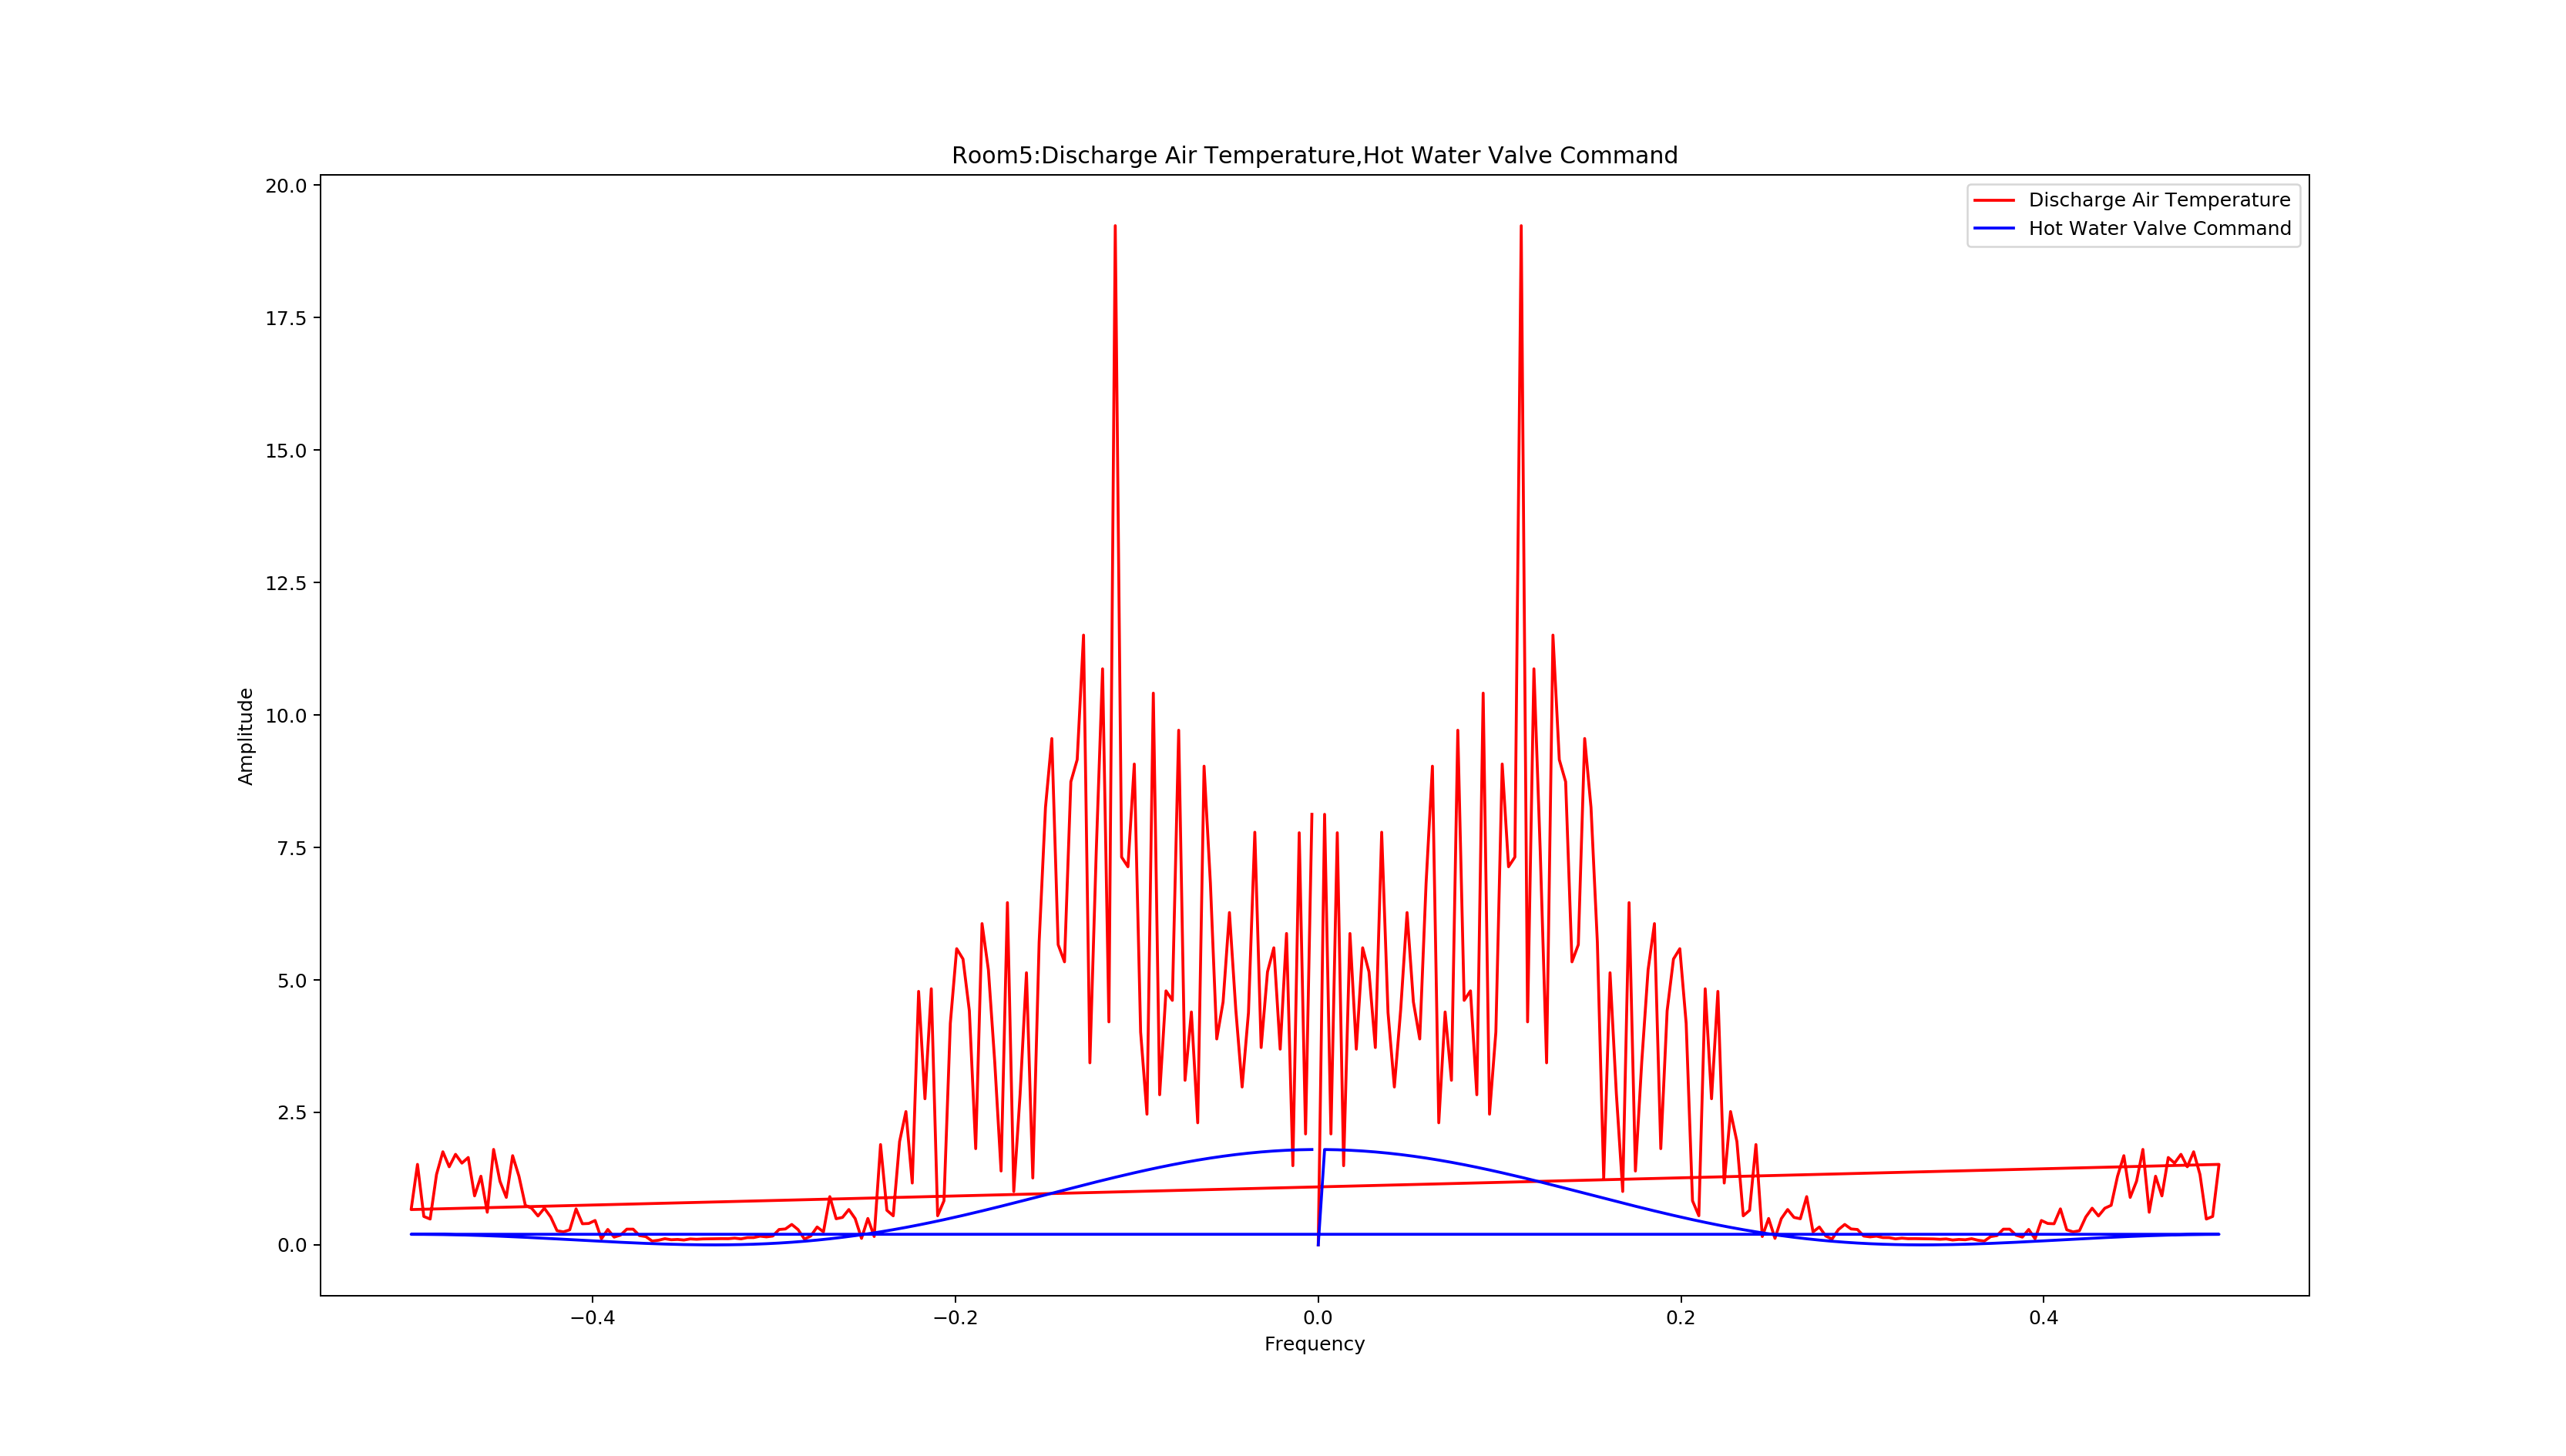 Room5:Discharge Air Temperature,Hot Water Valve Command
20.0
17.5
15.0
12.5
10.0
7.5
5.0
2.5
0.0
Amplitude
Discharge Air Temperature
Hot Water Valve Command
−0.4
−0.2
0.0
0.2
0.4
Frequency